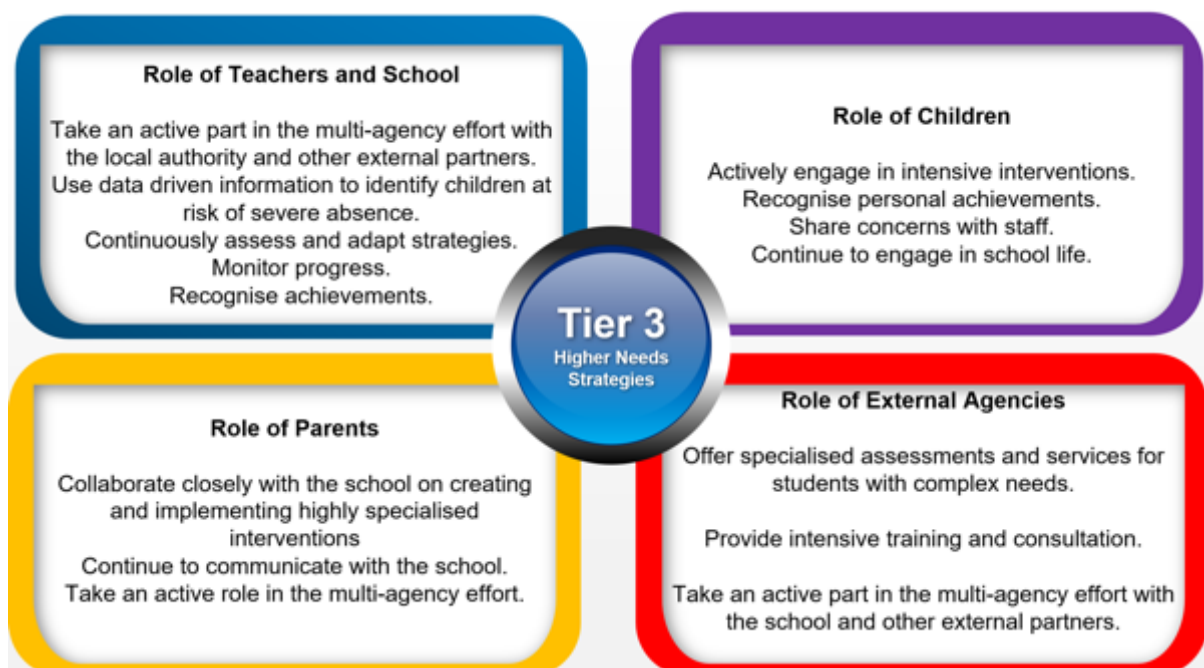 Role of Teachers and School
Take an active part in the multi-agency effort with
the local authority and other external partners.
Use data driven information to identify children at
risk of severe absence.
Continuously assess and adapt strategies.
Monitor progress.
Recognise achievements.
Role of Children
Actively engage in intensive interventions.
Recognise personal achievements.
Share concerns with staff.
Continue to engage in school life.
Tier 3
Higher Needs
Strategies
Role of Parents
Collaborate closely with the school on creating
and implementing highly specialised
interventions
Continue to communicate with the school.
Take an active role in the multi-agency effort.
Role of External Agencies
Offer specialised assessments and services for
students with complex needs.
Provide intensive training and consultation.
Take an active part in the multi-agency effort with
the school and other external partners.